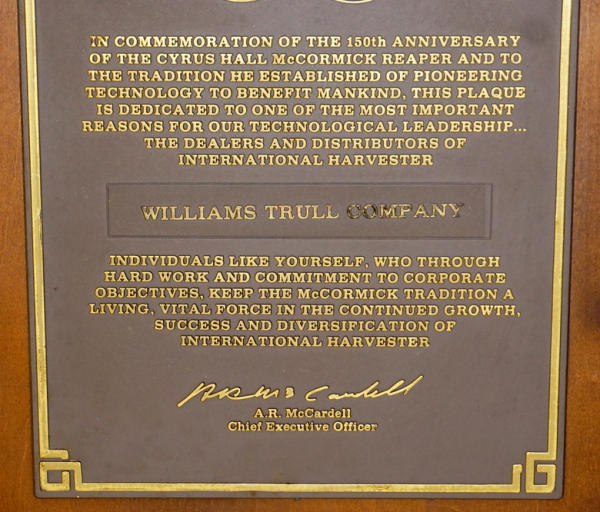 IN COMMEMORATION OF THE 150th ANNIVERSARY
OF THE CYRUS HALL McCORMICK REAPER AND TO
THE TRADITION HE ESTABLISHED OF PIONEERING
TECHNOLOGY TO BENEFIT MANKIND, THIS PLAQUE
IS DEDICATED TO ONE OF THE MOST IMPORTANT
REASONS FOR OUR TECHNOLOGICAL LEADERSHIP...
THE DEALERS AND DISTRIBUTORS OF
INTERNATIONAL HARVESTER
WILLIAMS TRULL COMPANY
INDIVIDUALS LIKE YOURSELF, WHO THROUGH
HARD WORK AND COMMITMENT TO CORPORATE
OBJECTIVES, KEEP THE McCORMICK TRADITION A
LIVING, VITAL FORCE IN THE CONTINUED GROWTH,
SUCCESS AND DIVERSIFICATION OF
INTERNATIONAL HARVESTER
A R McCardell
A.R. McCardell
Chief Executive Officer